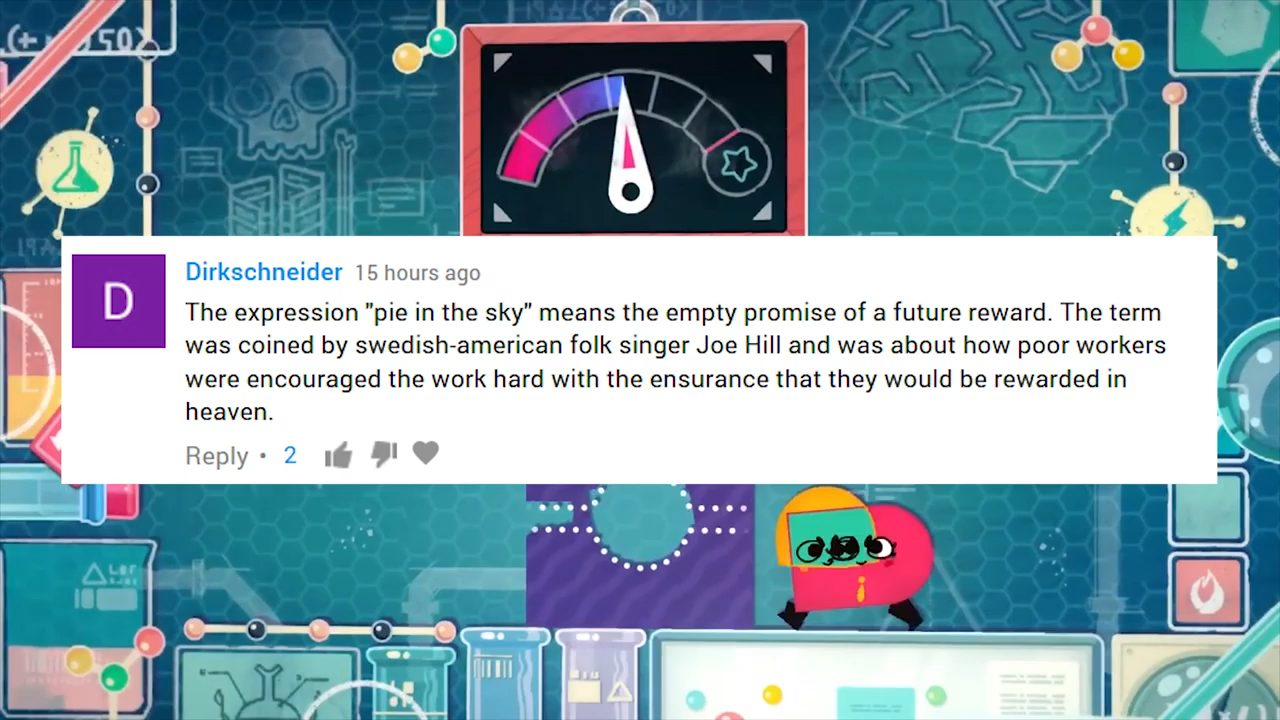 D
Dirkschneider 15 hours ago
The expression "pie in the sky" means the empty promise of a future reward. The term
was coined by swedish-american folk singer Joe Hill and was about how poor workers
were encouraged the work hard with the ensurance that they would be rewarded in
heaven.
Reply • 2